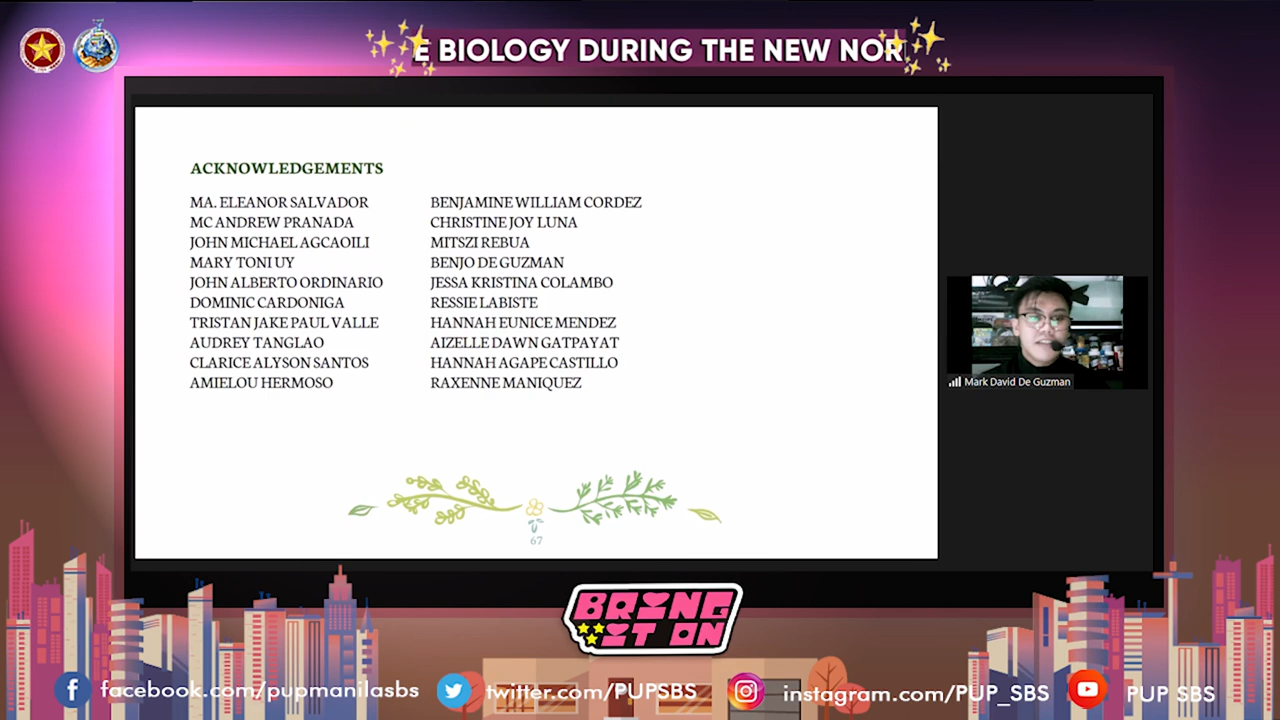 E BIOLOGY DURING THE NEW NOR
ACKNOWLEDGEMENTS
MA. ELEANOR SALVADOR
MC ANDREW PRANADA
JOHN MICHAEL AGCAOILI
MARY TONI UY
JOHN ALBERTO ORDINARIO
DOMINIC CARDONIGA
TRISTAN JAKE PAUL VALLE
AUDREY TANGLAO
CLARICE ALYSON SANTOS
AMIELOU HERMOSO
BENJAMINE WILLIAM CORDEZ
CHRISTINE JOY LUNA
MITSZI REBUA
BENJO DE GUZMAN
JESSA KRISTINA COLAMBO
RESSIE LABISTE
HANNAH EUNICE MENDEZ
AIZELLE DAWN GATPAYAT
HANNAH AGAPE CASTILLO
RAXENNE MANIQUEZ
67
Mark David De Guzman
BRING
IT ON
facebook.com/pupmanilasbs
twitter.com/PUPSBS
instagram.com/PUP_SBS
PUP SBS